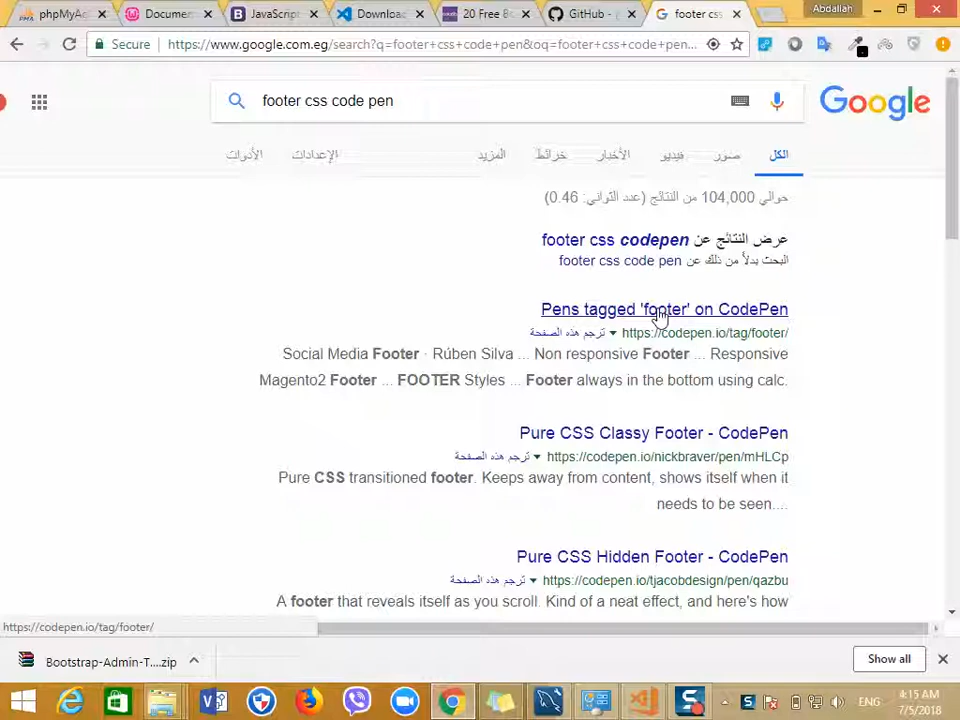 phpMyAd
Documen
JavaScript
Downloac
20 Free Bo
GitHub - p
footer css
Abdallah
Secure
https://www.google.com.eg/search?q=footer+css+code+pen&oq=footer+css+code+pen...
footer css code pen
Google
الكل
صور
فيديو
الأخبار
خرائط
المزيد
الإعدادات
الأدوات
حوالي 104,000 من النتائج (عدد الثواني: 0.46)
عرض النتائج عن footer css codepen
البحث بدلاً من ذلك عن footer css code pen
Pens tagged 'footer' on CodePen
https://codepen.io/tag/footer/ ترجم هذه الصفحة
Social Media Footer · Rúben Silva ... Non responsive Footer ... Responsive
Magento2 Footer ... FOOTER Styles ... Footer always in the bottom using calc.
Pure CSS Classy Footer - CodePen
https://codepen.io/nickbraver/pen/mHLCp ترجم هذه الصفحة
Pure CSS transitioned footer. Keeps away from content, shows itself when it
needs to be seen....
Pure CSS Hidden Footer - CodePen
https://codepen.io/tjacobdesign/pen/qazbu ترجم هذه الصفحة
A footer that reveals itself as you scroll. Kind of a neat effect, and here's how
https://codepen.io/tag/footer/
Bootstrap-Admin-T....zip
Show all
ENG
4:15 AM
7/5/2018